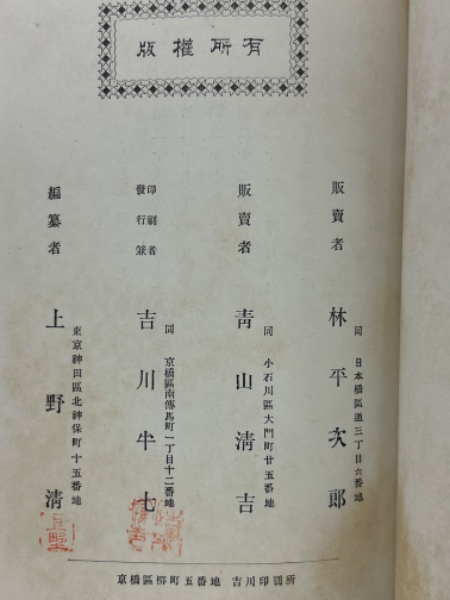 版權所有
編纂者
東京神田區北神保町十五番地
上野清
發行兼
印刷者
同 京橋區南傳馬町一丁目十二番地
吉川半七
販賣者
同 小石川區大門町廿五番地
青山清吉
販賣者
同 日本橋區通三丁目六番地
林平次郎
京橋區柳町五番地 吉川印刷所